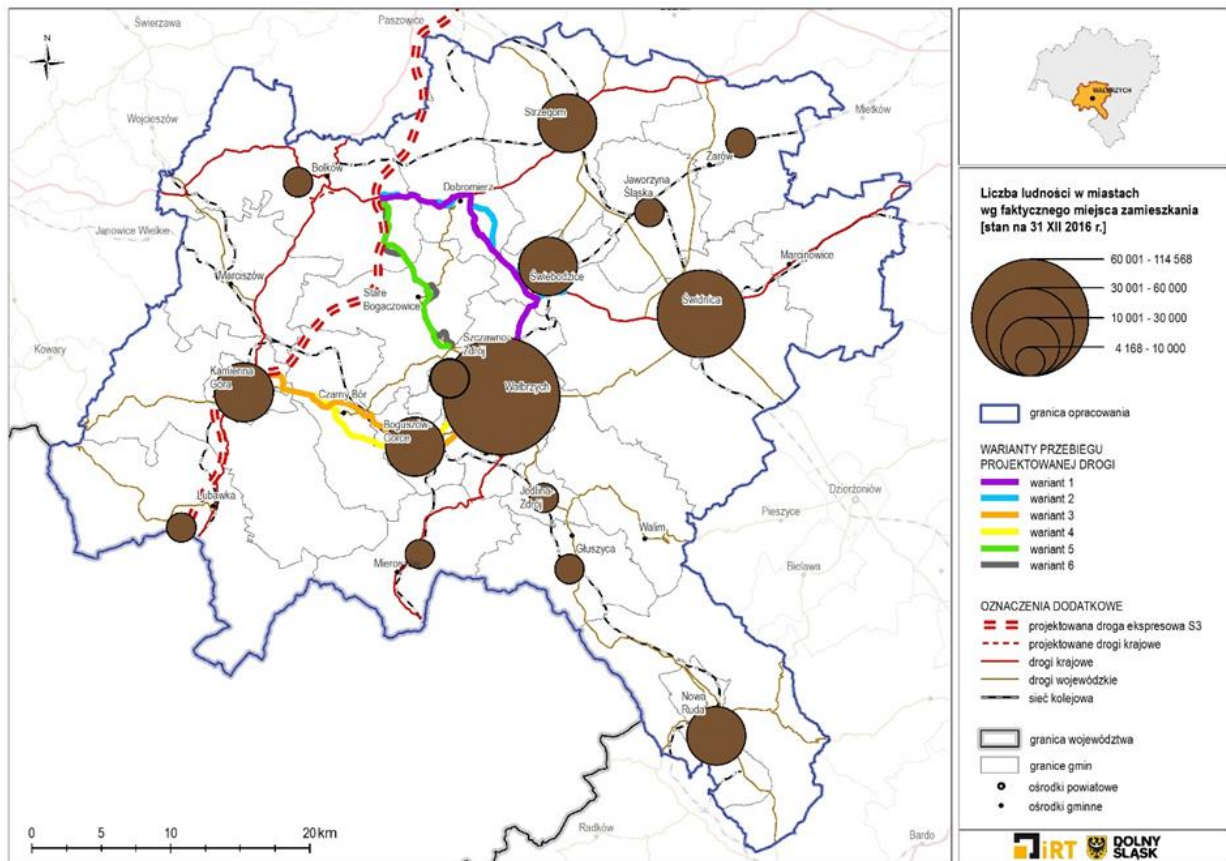 Paszowice
Świerzawa
N
Wojcieszów
Mietków
Strzegom
Żarów
Bolków
Jaworzyna
Śląska
Dobromierz
Janowice Wielkie
Marcinowice
Świebodzice
Marciszów
Stare
Bogaczowice
Świdnica
Szczawno-
Zdrój
Kowary
Kamienna
Góra
Wałbrzych
Czarny Bór
Boguszów-
Gorce
Dzierżoniów
Jedlina-
Zdrój
Lubawka
Pieszyce
Walim
Głuszyca
Bielawa
Nowa
Ruda
Radków
Bardo
0 5 10 20 km
WAŁBRZYCH
Liczba ludności w miastach
wg faktycznego miejsca zamieszkania
[stan na 31 XII 2016 r.]
60 001 - 114 568
30 001 - 60 000
10 001 - 30 000
4 168 - 10 000
granica opracowania
WARIANTY PRZEBIEGU
PROJEKTOWANEJ DROGI
wariant 1
wariant 2
wariant 3
wariant 4
wariant 5
wariant 6
OZNACZENIA DODATKOWE
projektowana droga ekspresowa S3
projektowane drogi krajowe
drogi krajowe
drogi wojewódzkie
sieć kolejowa
granica województwa
granice gmin
ośrodki powiatowe
ośrodki gminne
iRT
DOLNY
ŚLĄSK